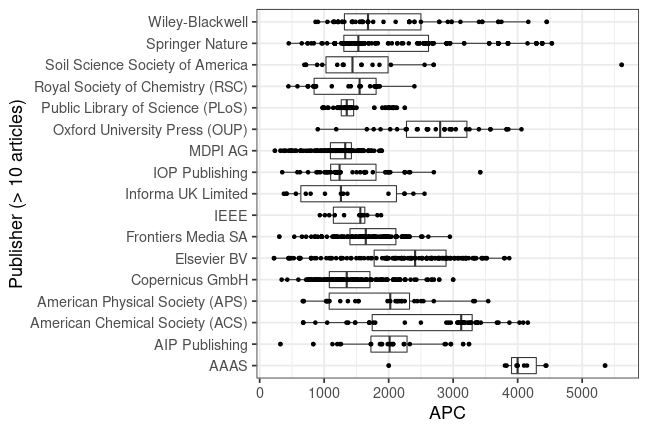 Publisher (> 10 articles)
Wiley-Blackwell
Springer Nature
Soil Science Society of America
Royal Society of Chemistry (RSC)
Public Library of Science (PLoS)
Oxford University Press (OUP)
MDPI AG
IOP Publishing
Informa UK Limited
IEEE
Frontiers Media SA
Elsevier BV
Copernicus GmbH
American Physical Society (APS)
American Chemical Society (ACS)
AIP Publishing
AAAS
0 1000 2000 3000 4000 5000
APC